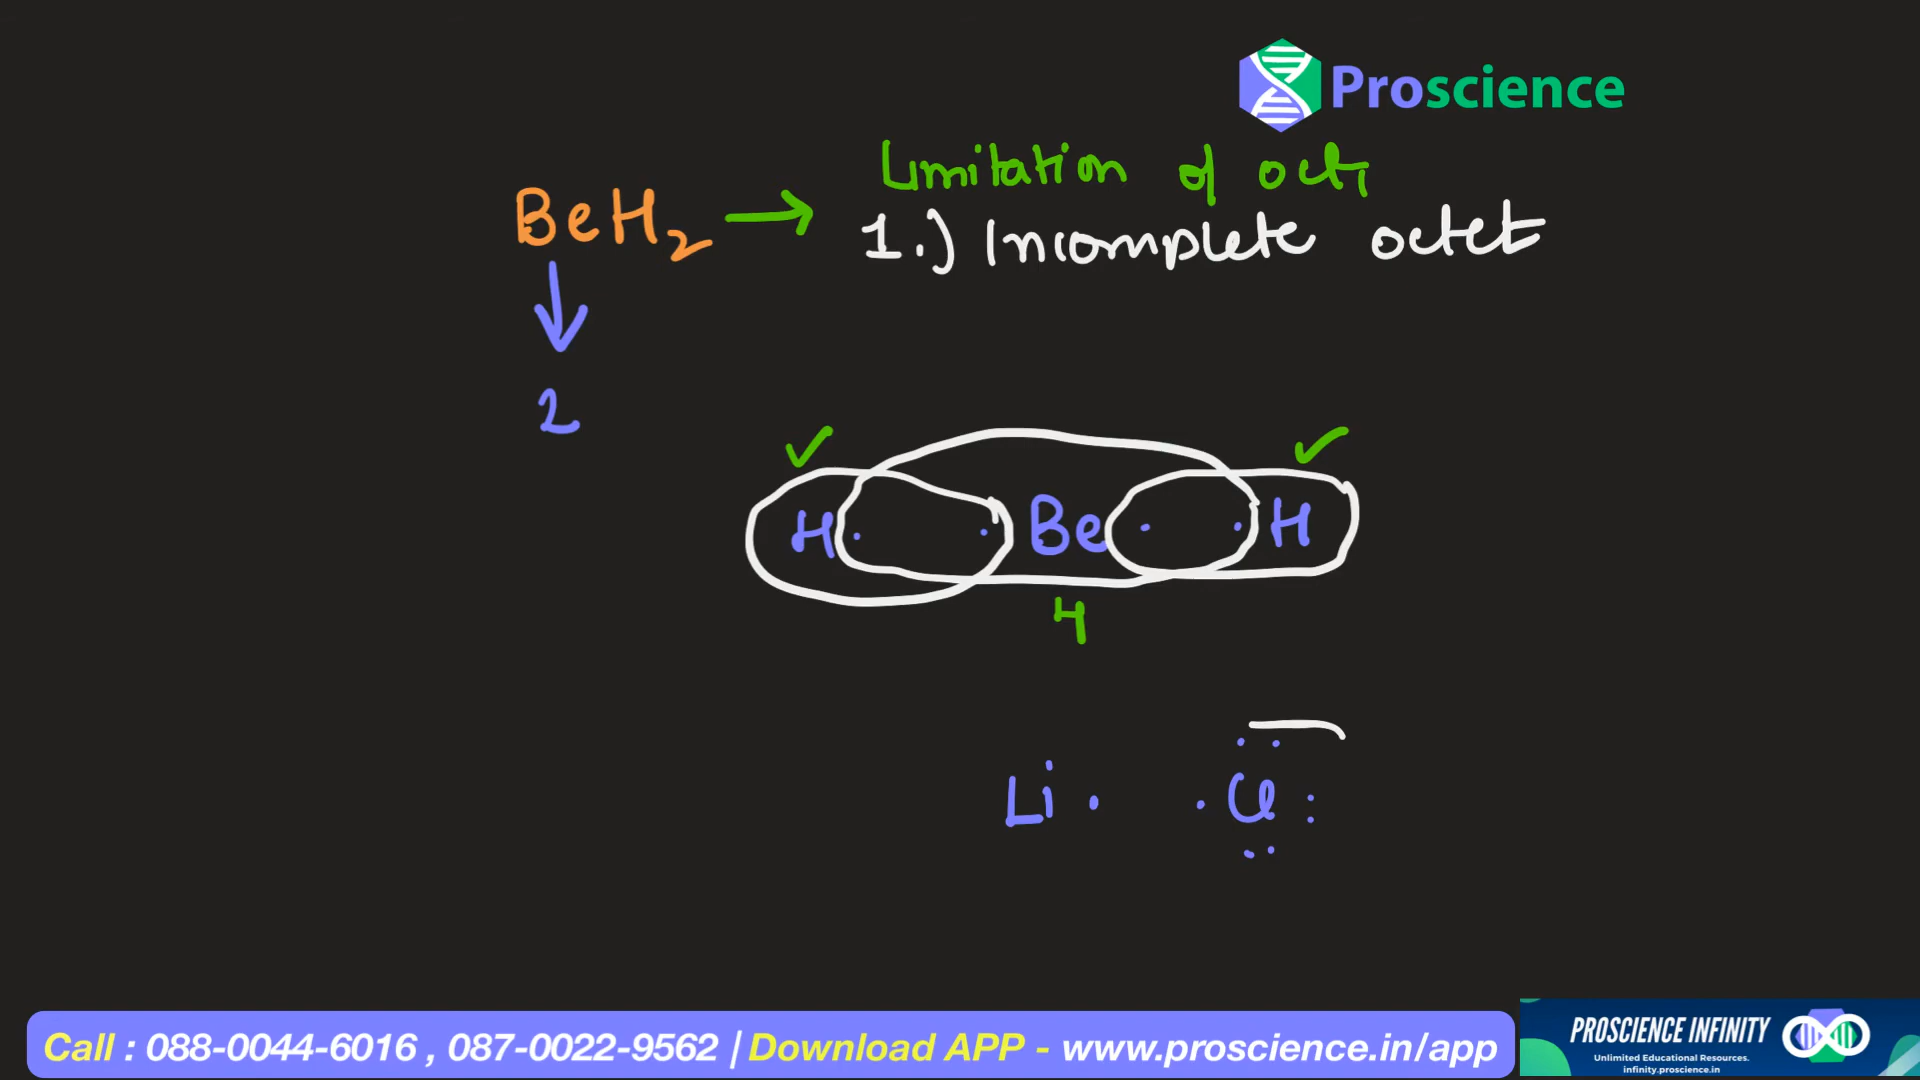 Proscience
Limitation of oct
BeH2 → 1.) Incomplete octet
2
H · · Be · · H
4
Li · · Cl :
Call : 088-0044-6016 , 087-0022-9562 | Download APP - www.proscience.in/app
PROSCIENCE INFINITY
Unlimited Educational Resources.
infinity.proscience.in